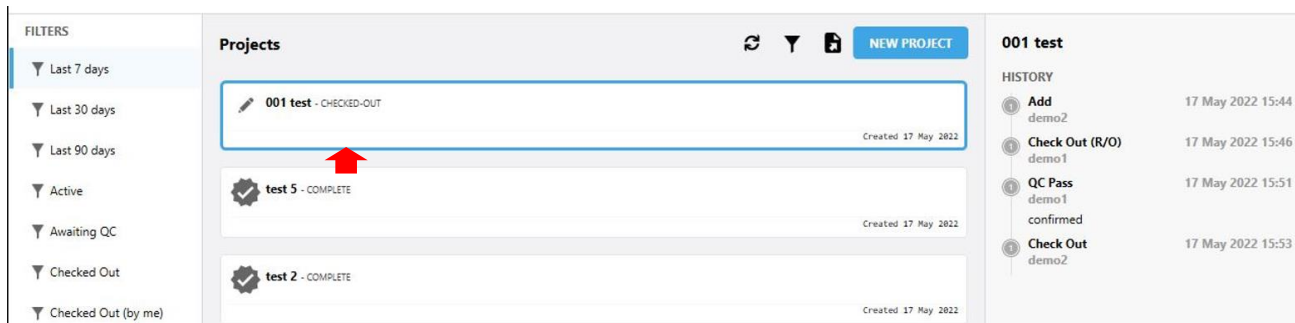 FILTERS
Last 7 days
Last 30 days
Last 90 days
Active
Awaiting QC
Checked Out
Checked Out (by me)
Projects
NEW PROJECT
001 test - CHECKED-OUT
Created 17 May 2022
test 5 - COMPLETE
Created 17 May 2022
test 2 - COMPLETE
Created 17 May 2022
001 test
HISTORY
1 Add 17 May 2022 15:44
demo2
1 Check Out (R/O) 17 May 2022 15:46
demo1
1 QC Pass 17 May 2022 15:51
demo1
confirmed
1 Check Out 17 May 2022 15:53
demo2